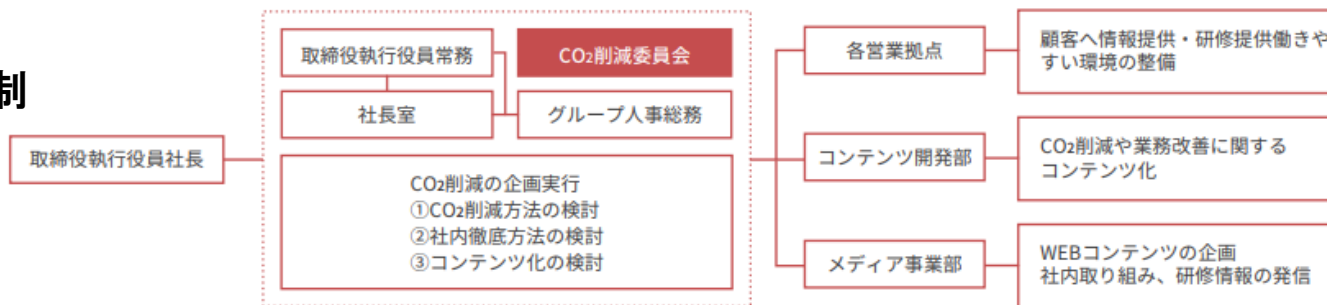 制
取締役執行役員社長
取締役執行役員常務
CO₂削減委員会
社長室
グループ人事総務
CO₂削減の企画実行
①CO₂削減方法の検討
②社内徹底方法の検討
③コンテンツ化の検討
各営業拠点
顧客へ情報提供・研修提供働きや
すい環境の整備
コンテンツ開発部
CO₂削減や業務改善に関する
コンテンツ化
メディア事業部
WEBコンテンツの企画
社内取り組み、研修情報の発信